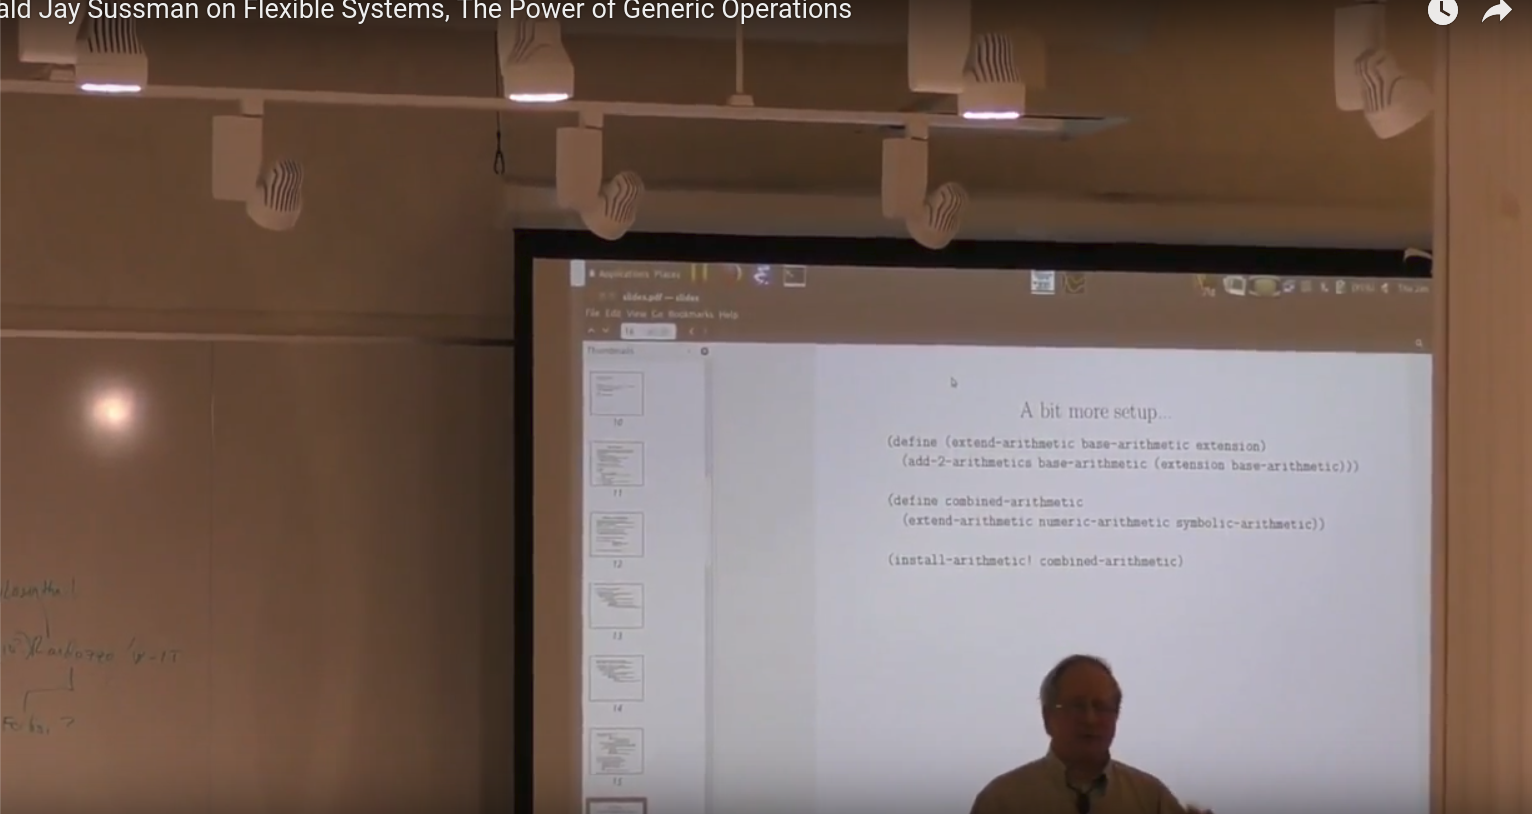 ald Jay Sussman on Flexible Systems, The Power of Generic Operations
Applications Places
slides.pdf — slides
File Edit View Go Bookmarks Help
16
Thumbnails
10
11
12
13
14
15
A bit more setup...
(define (extend-arithmetic base-arithmetic extension)
(add-2-arithmetics base-arithmetic (extension base-arithmetic)))
(define combined-arithmetic
(extend-arithmetic numeric-arithmetic symbolic-arithmetic))
(install-arithmetic! combined-arithmetic)